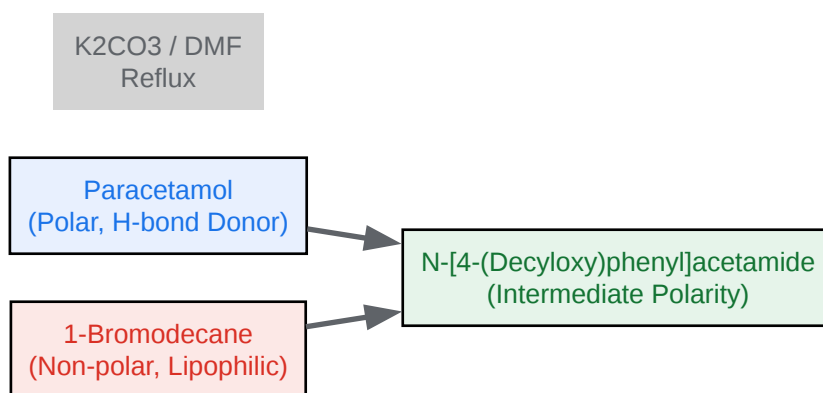 K2CO3 / DMF
Reflux
Paracetamol
(Polar, H-bond Donor)
N-[4-(Decyloxy)phenyl]acetamide
(Intermediate Polarity)
1-Bromodecane
(Non-polar, Lipophilic)